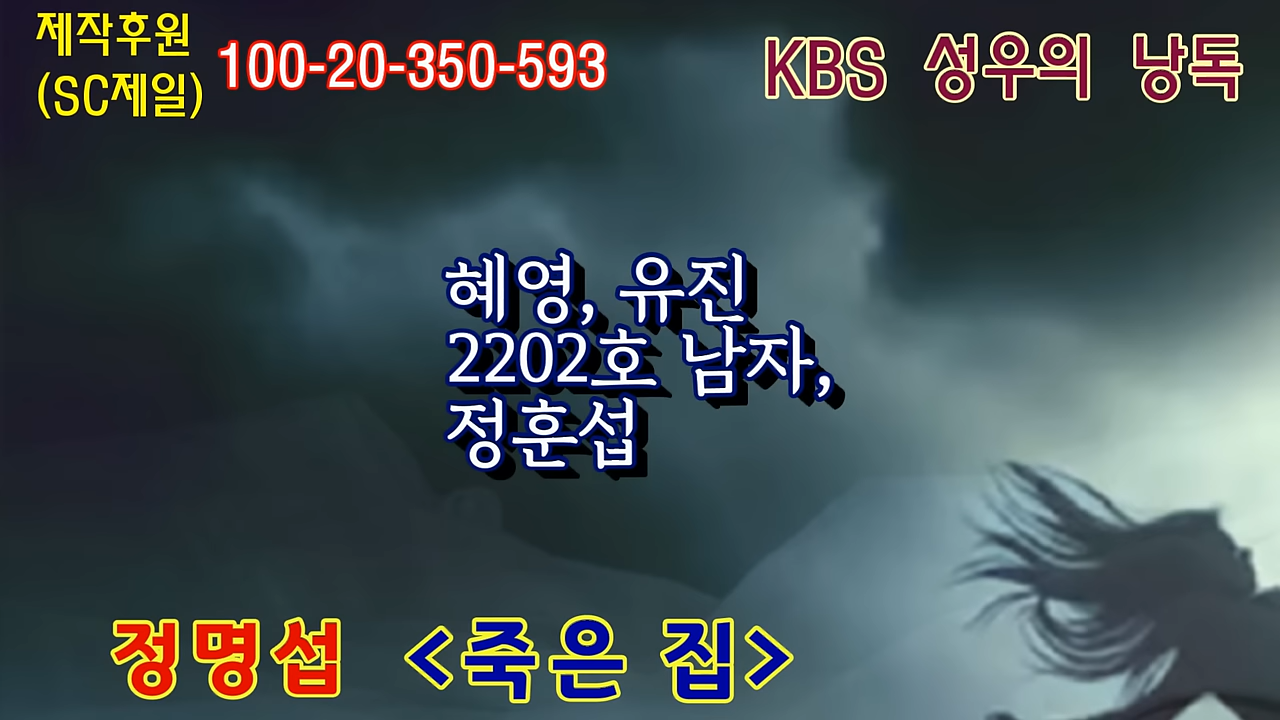 제작후원
(SC제일)
100-20-350-593
KBS 성우의 낭독
혜영, 유진
2202호 남자,
정훈섭
정명섭 <죽은 집>